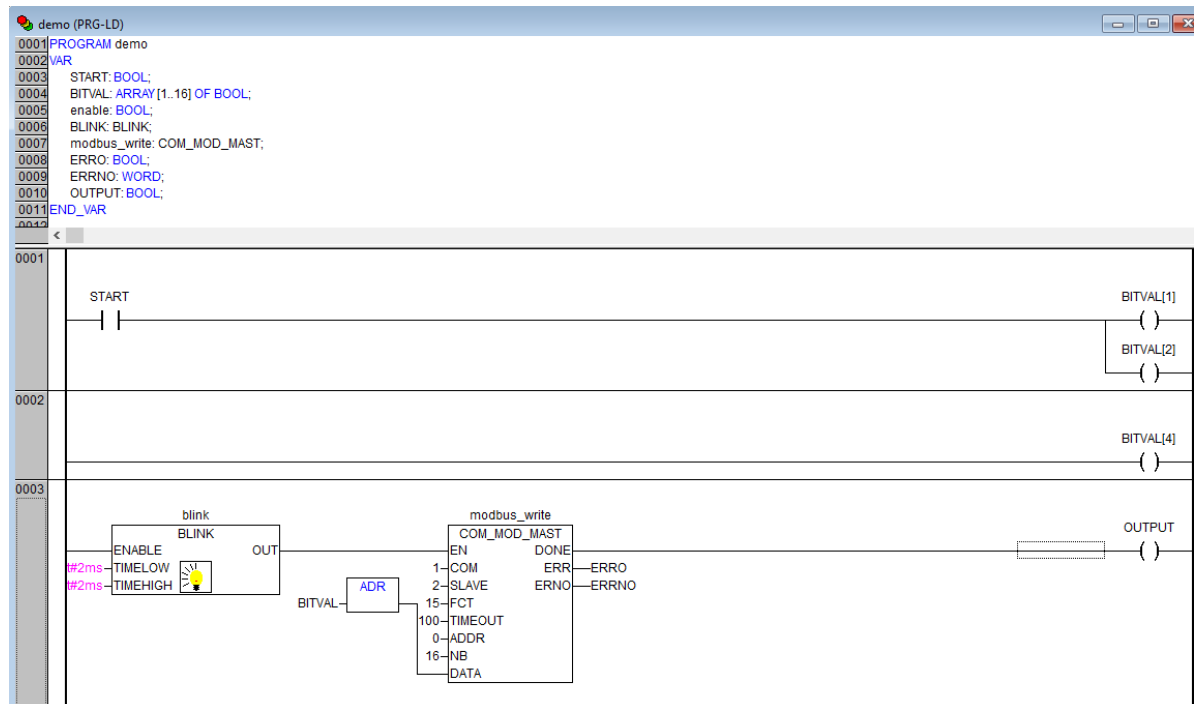 demo (PRG-LD)
0001 PROGRAM demo
0002 VAR
0003 START: BOOL;
0004 BITVAL: ARRAY [1..16] OF BOOL;
0005 enable: BOOL;
0006 BLINK: BLINK;
0007 modbus_write: COM_MOD_MAST;
0008 ERRO: BOOL;
0009 ERRNO: WORD;
0010 OUTPUT: BOOL;
0011 END_VAR
0012
0001
START BITVAL[1]
BITVAL[2]
0002
BITVAL[4]
0003
blink modbus_write
BLINK COM_MOD_MAST OUTPUT
ENABLE OUT EN DONE
t#2ms TIMELOW 1 COM ERR ERRO
t#2ms TIMEHIGH ADR 2 SLAVE ERNO ERRNO
BITVAL 15 FCT
100 TIMEOUT
0 ADDR
16 NB
DATA